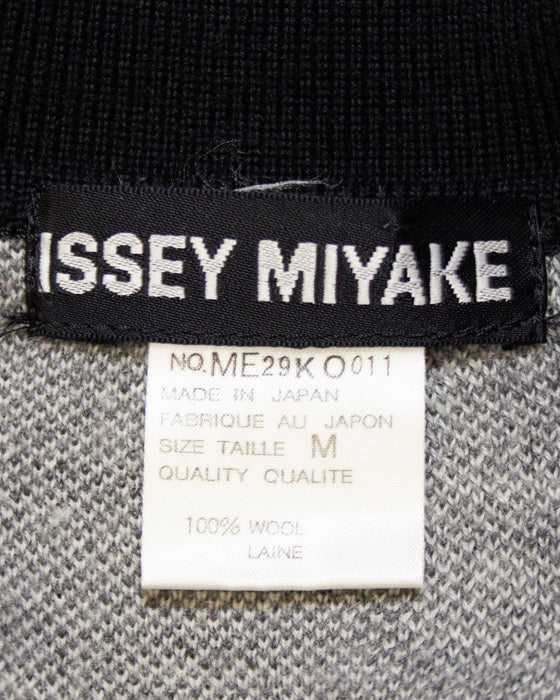 ISSEY MIYAKE
NO.ME29KO011
MADE IN JAPAN
FABRIQUE AU JAPON
SIZE TAILLE M
QUALITY QUALITE
100% WOOL
LAINE